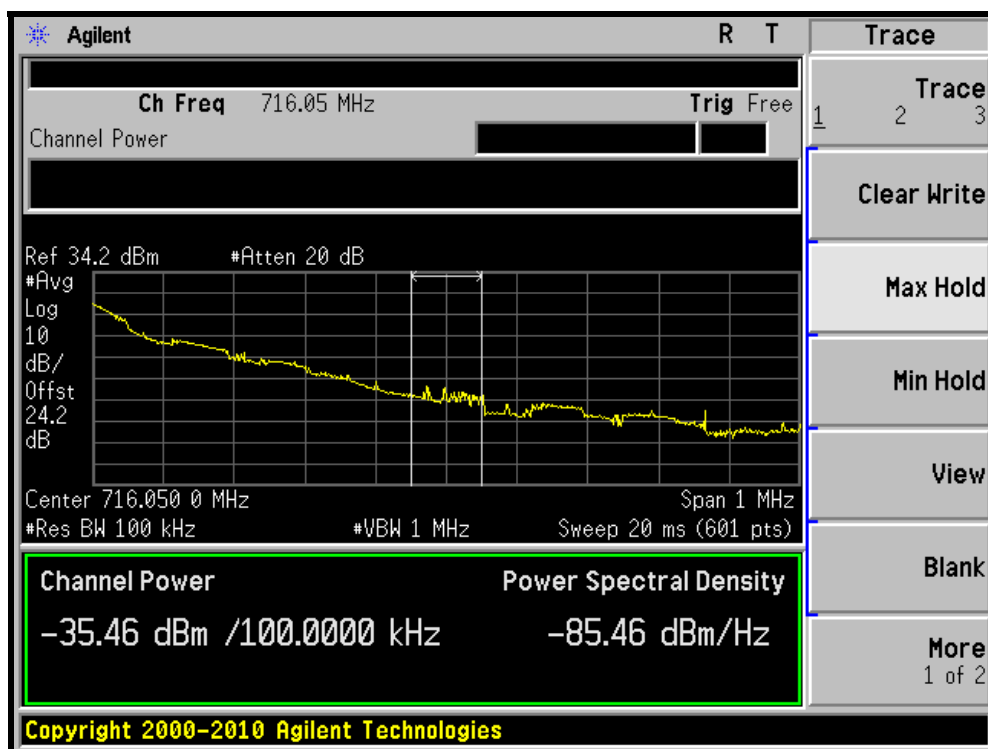 Agilent R T
Ch Freq 716.05 MHz Trig Free
Channel Power
Ref 34.2 dBm #Atten 20 dB
#Avg
Log
10
dB/
Offst
24.2
dB
Center 716.050 0 MHz Span 1 MHz
#Res BW 100 kHz #VBW 1 MHz Sweep 20 ms (601 pts)
Channel Power Power Spectral Density
-35.46 dBm /100.0000 kHz -85.46 dBm/Hz
Copyright 2000-2010 Agilent Technologies
Trace
Trace
1 2 3
Clear Write
Max Hold
Min Hold
View
Blank
More
1 of 2